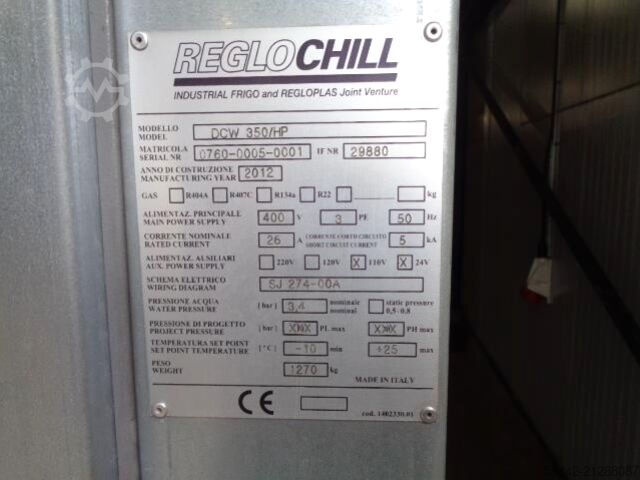 REGLOCHILL
INDUSTRIAL FRIGO and REGLOPLAS Joint Venture
MODELLO
MODEL
DCW 350/HP
MATRICOLA
SERIAL NR
0760-0005-0001
IF NR
29880
ANNO DI COSTRUZIONE
MANUFACTURING YEAR
2012
GAS R404A R407C R134a R22 kg
ALIMENTAZ. PRINCIPALE
MAIN POWER SUPPLY
400 V 3 PE 50 Hz
CORRENTE NOMINALE
RATED CURRENT
26 A
CORRENTE CORTO CIRCUITO
SHORT CIRCUIT CURRENT
5 kA
ALIMENTAZ. AUSILIARI
AUX. POWER SUPPLY
220V 120V X 110V X 24V
SCHEMA ELETTRICO
WIRING DIAGRAM
SJ 274-00A
PRESSIONE ACQUA
WATER PRESSURE
[bar] 3,4
nominale
nominal
static pressure
0,5÷0,8
PRESSIONE DI PROGETTO
PROJECT PRESSURE
[bar] XXX PL max XXX PH max
TEMPERATURA SET POINT
SET POINT TEMPERATURE
[°C] -10 min +25 max
PESO
WEIGHT
1270 kg
MADE IN ITALY
CE
cod. 1402330.01